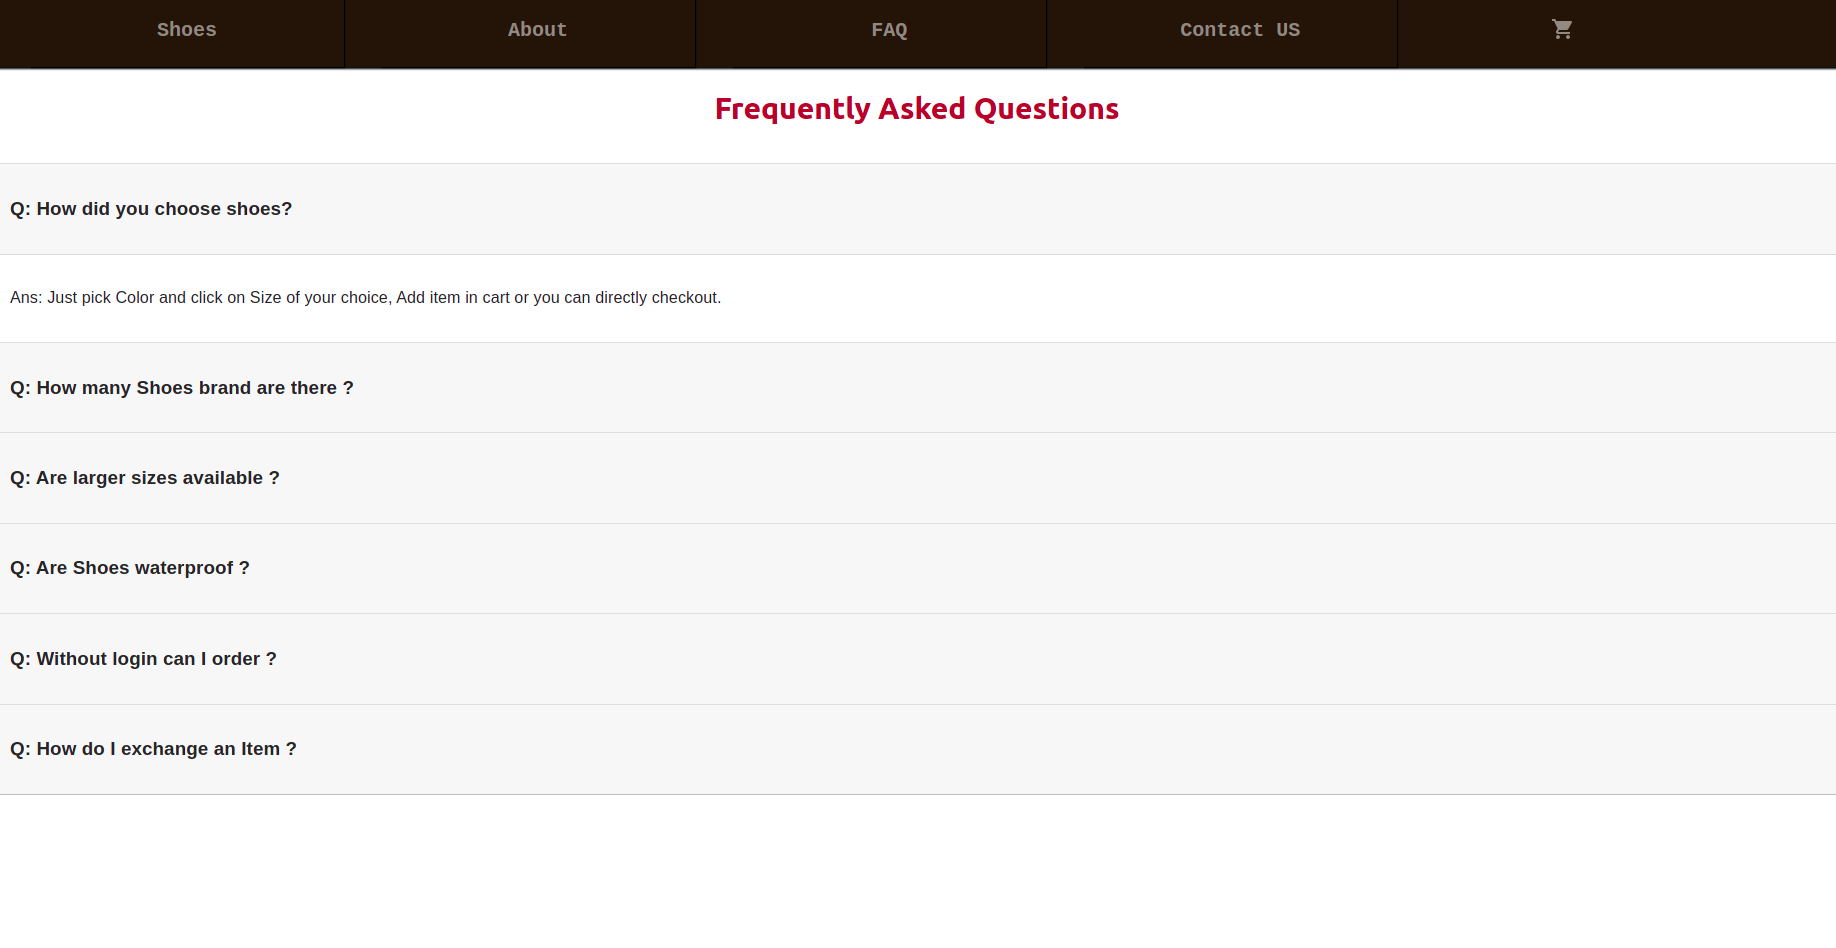 Shoes About FAQ Contact US
Frequently Asked Questions
Q: How did you choose shoes?
Ans: Just pick Color and click on Size of your choice, Add item in cart or you can directly checkout.
Q: How many Shoes brand are there ?
Q: Are larger sizes available ?
Q: Are Shoes waterproof ?
Q: Without login can I order ?
Q: How do I exchange an Item ?